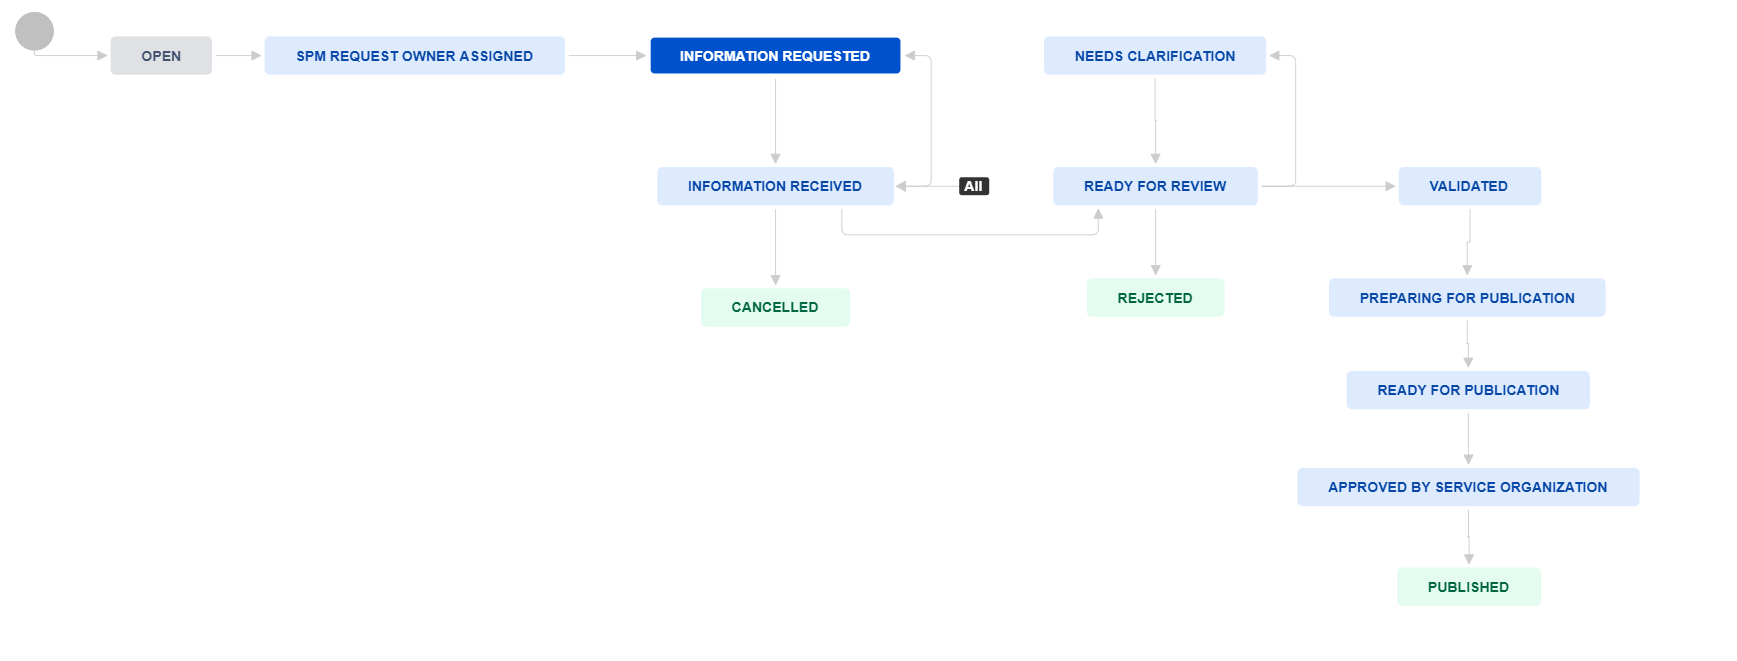 OPEN
SPM REQUEST OWNER ASSIGNED
INFORMATION REQUESTED
NEEDS CLARIFICATION
INFORMATION RECEIVED
All
READY FOR REVIEW
VALIDATED
CANCELLED
REJECTED
PREPARING FOR PUBLICATION
READY FOR PUBLICATION
APPROVED BY SERVICE ORGANIZATION
PUBLISHED